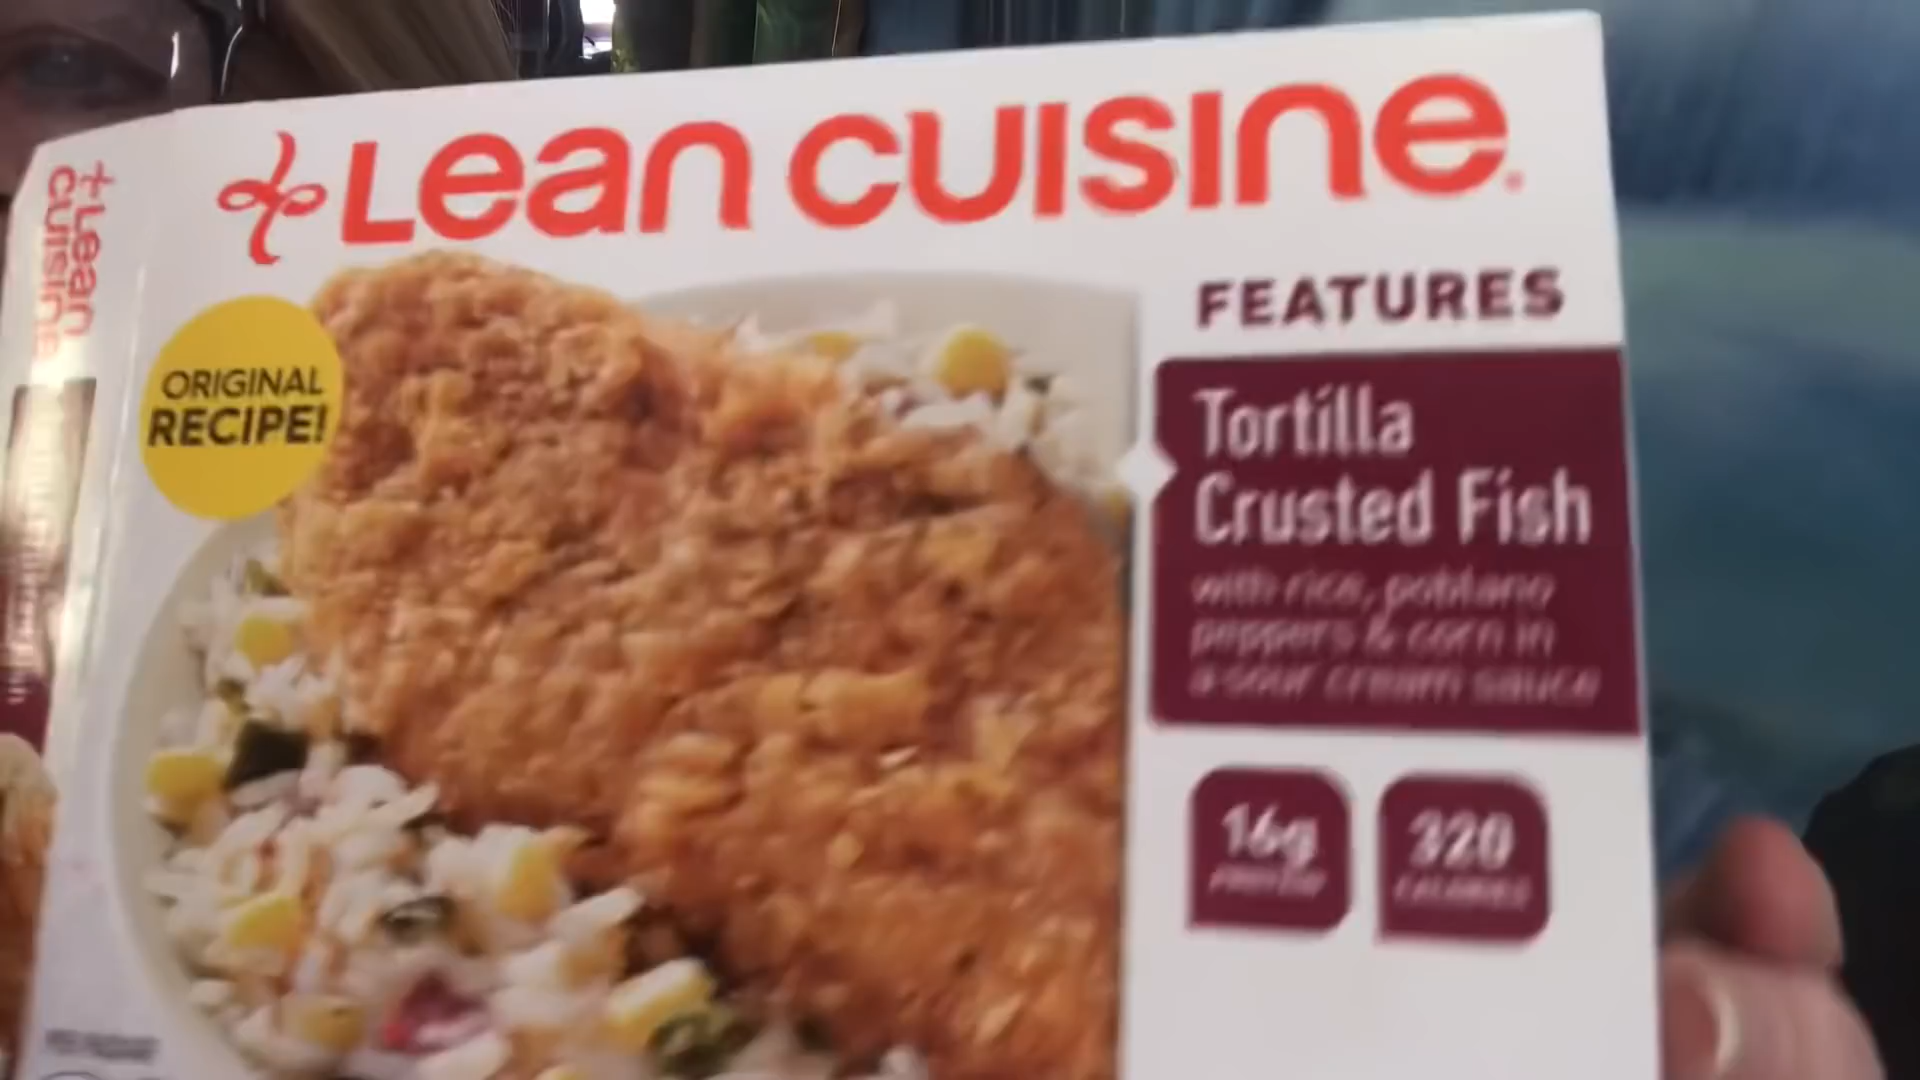 Lean cuisine
Lean
cuisine
FEATURES
ORIGINAL
RECIPE!
Tortilla
Crusted Fish
with rice, poblano
peppers & corn in
a sour cream sauce
16g
PROTEIN
320
CALORIES